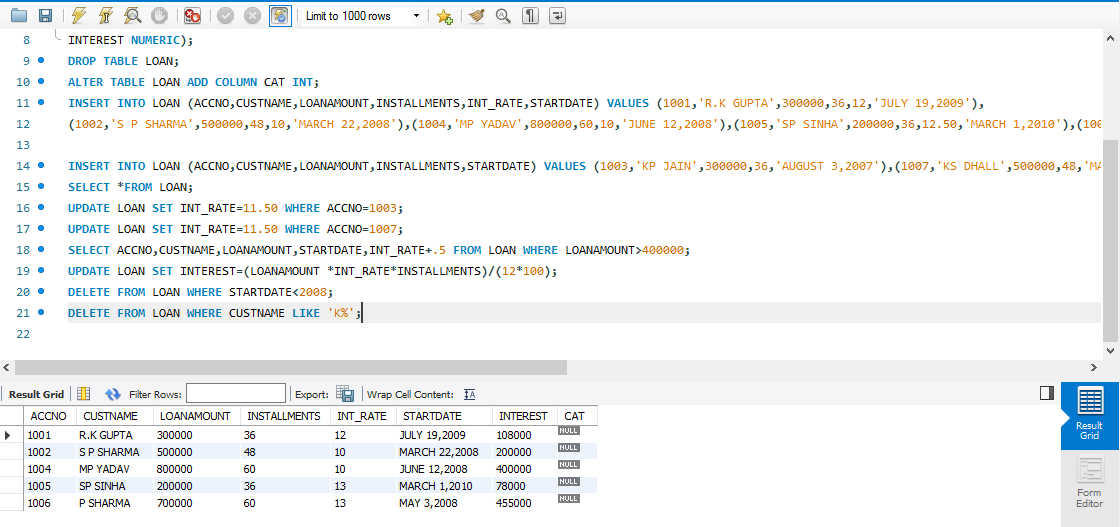 Limit to 1000 rows
8 INTEREST NUMERIC);
9 DROP TABLE LOAN;
10 ALTER TABLE LOAN ADD COLUMN CAT INT;
11 INSERT INTO LOAN (ACCNO,CUSTNAME,LOANAMOUNT,INSTALLMENTS,INT_RATE,STARTDATE) VALUES (1001,'R.K GUPTA',300000,36,12,'JULY 19,2009'),
12 (1002,'S P SHARMA',500000,48,10,'MARCH 22,2008'),(1004,'MP YADAV',800000,60,10,'JUNE 12,2008'),(1005,'SP SINHA',200000,36,12.50,'MARCH 1,2010'),(100
13
14 INSERT INTO LOAN (ACCNO,CUSTNAME,LOANAMOUNT,INSTALLMENTS,STARTDATE) VALUES (1003,'KP JAIN',300000,36,'AUGUST 3,2007'),(1007,'KS DHALL',500000,48,'MA
15 SELECT *FROM LOAN;
16 UPDATE LOAN SET INT_RATE=11.50 WHERE ACCNO=1003;
17 UPDATE LOAN SET INT_RATE=11.50 WHERE ACCNO=1007;
18 SELECT ACCNO,CUSTNAME,LOANAMOUNT,STARTDATE,INT_RATE+.5 FROM LOAN WHERE LOANAMOUNT>400000;
19 UPDATE LOAN SET INTEREST=(LOANAMOUNT *INT_RATE*INSTALLMENTS)/(12*100);
20 DELETE FROM LOAN WHERE STARTDATE<2008;
21 DELETE FROM LOAN WHERE CUSTNAME LIKE 'K%';
22
Result Grid Filter Rows: Export: Wrap Cell Content:
ACCNO CUSTNAME LOANAMOUNT INSTALLMENTS INT_RATE STARTDATE INTEREST CAT
1001 R.K GUPTA 300000 36 12 JULY 19,2009 108000 NULL
1002 S P SHARMA 500000 48 10 MARCH 22,2008 200000 NULL
1004 MP YADAV 800000 60 10 JUNE 12,2008 400000 NULL
1005 SP SINHA 200000 36 13 MARCH 1,2010 78000 NULL
1006 P SHARMA 700000 60 13 MAY 3,2008 455000 NULL
Result
Grid
Form
Editor